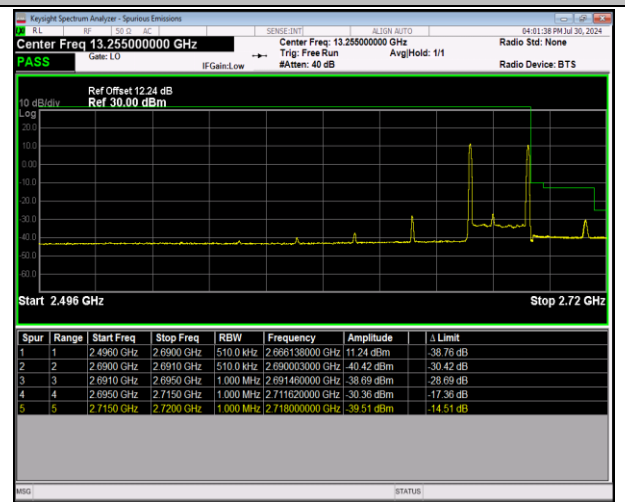 Keysight Spectrum Analyzer - Spurious Emissions
RL RF 50 Ω AC SENSE:INT ALIGN AUTO 04:01:38 PM Jul 30, 2024
Center Freq 13.255000000 GHz Center Freq: 13.255000000 GHz Radio Std: None
PASS Gate: LO IFGain:Low Trig: Free Run Avg|Hold: 1/1
#Atten: 40 dB Radio Device: BTS
Ref Offset 12.24 dB
10 dB/div Ref 30.00 dBm
Log
20.0
10.0
0.00
-10.0
-20.0
-30.0
-40.0
-50.0
-60.0
Start 2.496 GHz Stop 2.72 GHz
Spur Range Start Freq Stop Freq RBW Frequency Amplitude Δ Limit
1 1 2.4960 GHz 2.6900 GHz 510.0 kHz 2.666138000 GHz 11.24 dBm -38.76 dB
2 2 2.6900 GHz 2.6910 GHz 510.0 kHz 2.690003000 GHz -40.42 dBm -30.42 dB
3 3 2.6910 GHz 2.6950 GHz 1.000 MHz 2.691460000 GHz -38.69 dBm -28.69 dB
4 4 2.6950 GHz 2.7150 GHz 1.000 MHz 2.711620000 GHz -30.36 dBm -17.36 dB
5 5 2.7150 GHz 2.7200 GHz 1.000 MHz 2.718000000 GHz -39.51 dBm -14.51 dB
MSG STATUS